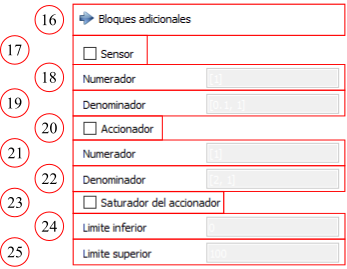 16 Bloques adicionales
17 Sensor
18 Numerador [1]
19 Denominador [0.1, 1]
20 Accionador
21 Numerador [1]
22 Denominador [2, 1]
23 Saturador del accionador
24 Limite inferior 0
25 Limite superior 100